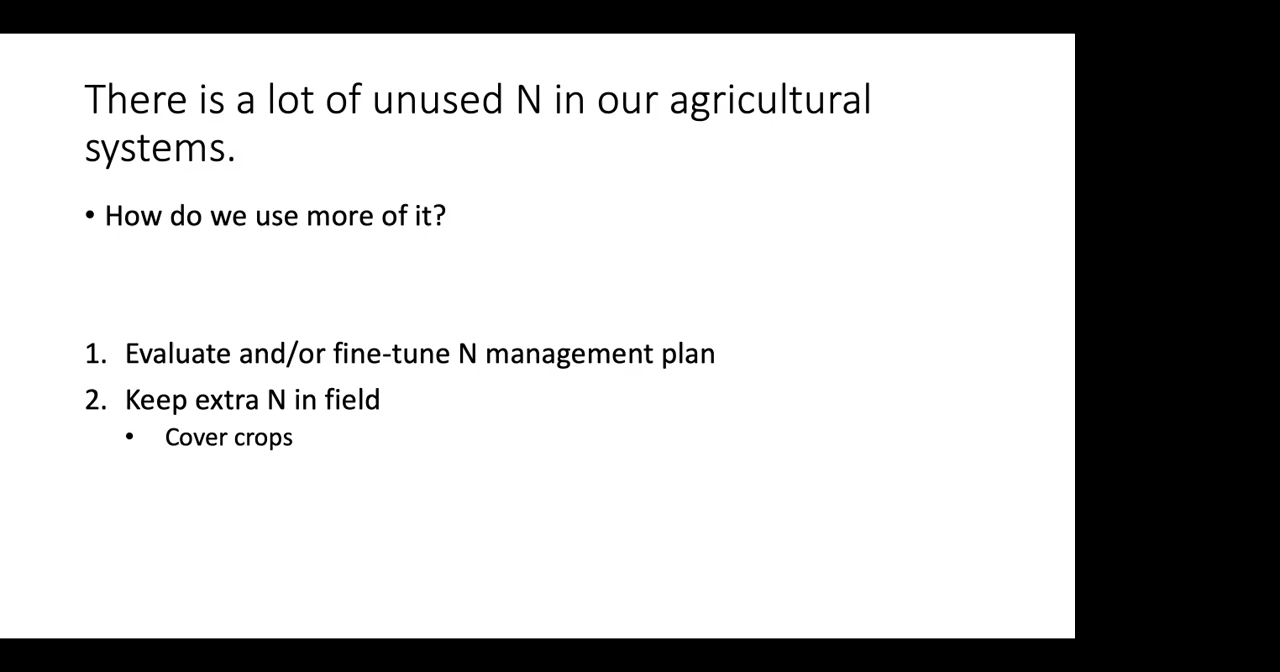 There is a lot of unused N in our agricultural
systems.
• How do we use more of it?
1. Evaluate and/or fine-tune N management plan
2. Keep extra N in field
• Cover crops